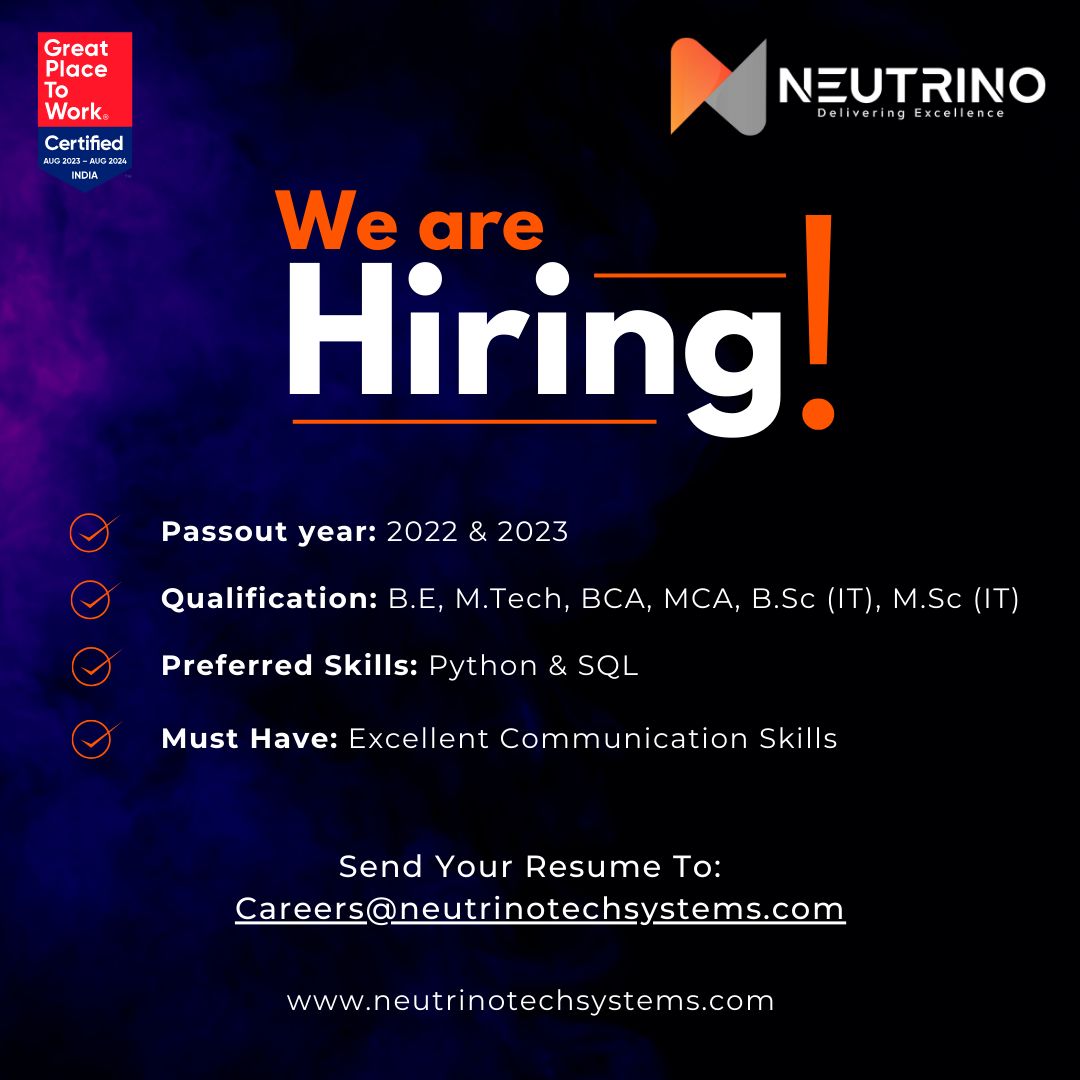 Great
Place
To
Work®
Certified
AUG 2023 – AUG 2024
INDIA
NEUTRINO
Delivering Excellence
We are
Hiring!
Passout year: 2022 & 2023
Qualification: B.E, M.Tech, BCA, MCA, B.Sc (IT), M.Sc (IT)
Preferred Skills: Python & SQL
Must Have: Excellent Communication Skills
Send Your Resume To:
Careers@neutrinotechsystems.com
www.neutrinotechsystems.com